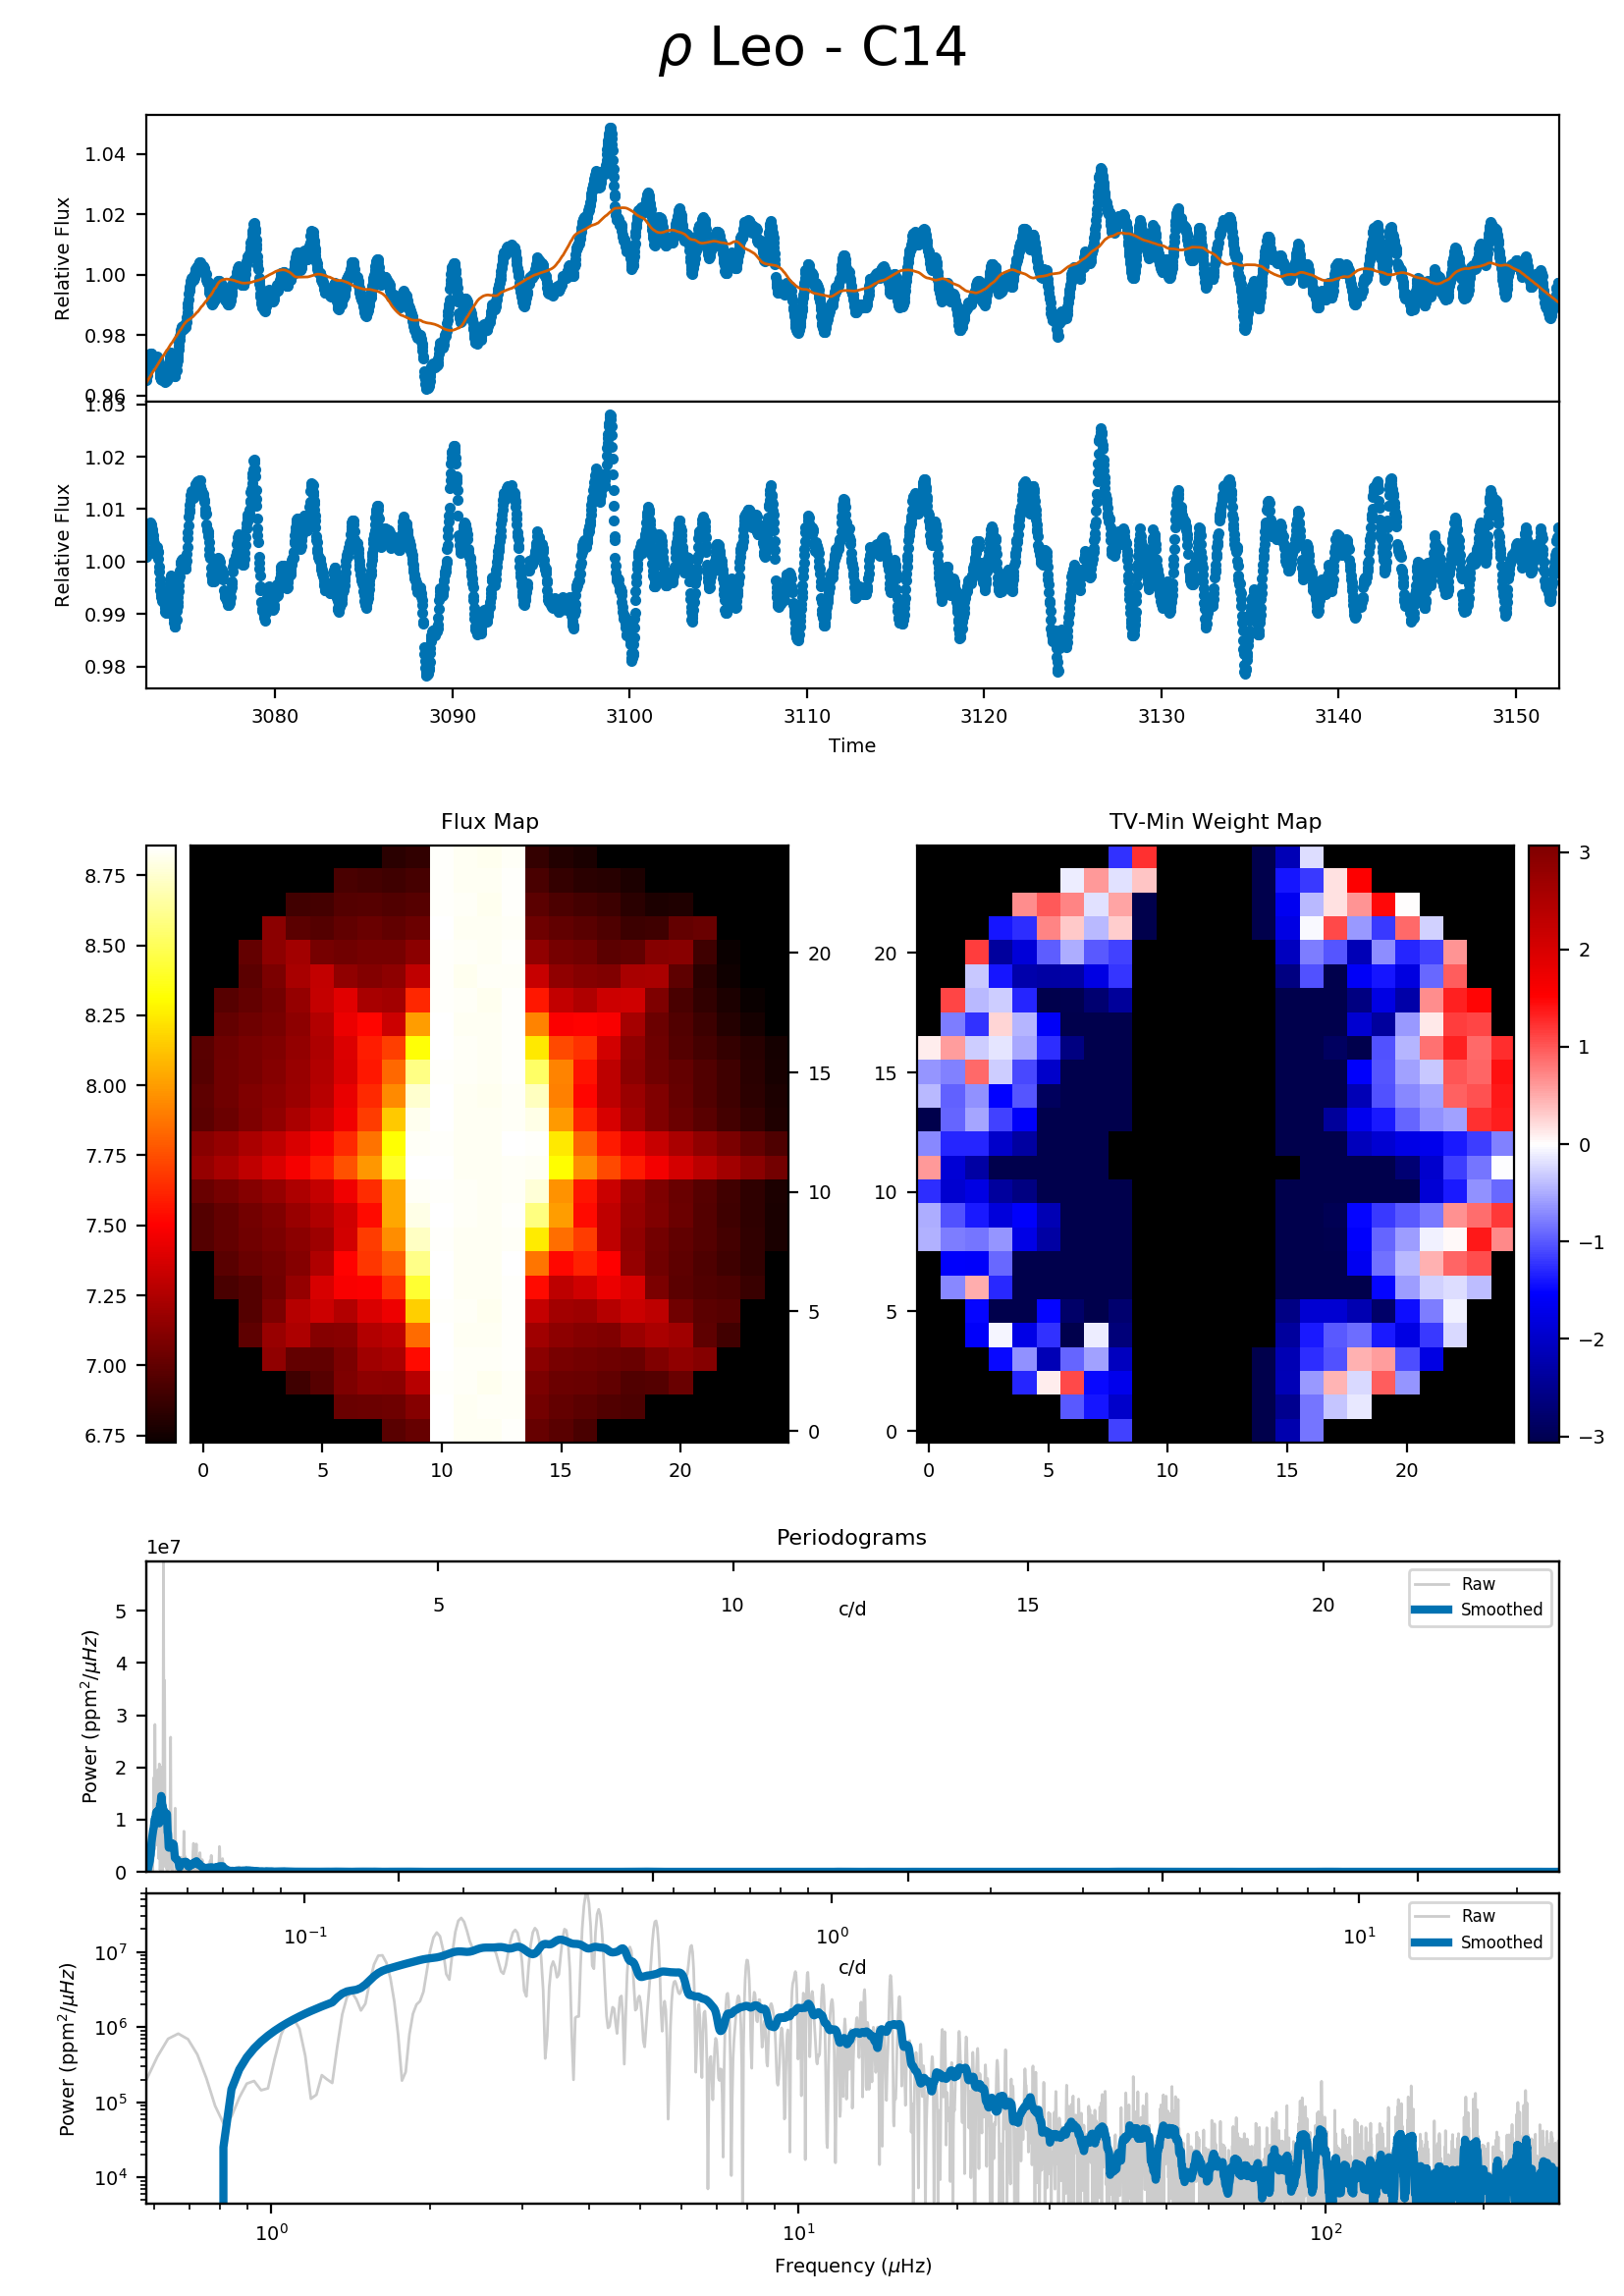 ρ Leo - C14
Relative Flux
1.04
1.02
1.00
0.98
0.96
Relative Flux
1.03
1.02
1.01
1.00
0.99
0.98
3080 3090 3100 3110 3120 3130 3140 3150
Time
Flux Map
8.75
8.50
8.25
8.00
7.75
7.50
7.25
7.00
6.75
20
15
10
5
0
0 5 10 15 20
TV-Min Weight Map
20
15
10
5
0
0 5 10 15 20
3
2
1
0
−1
−2
−3
Periodograms
1e7
Power (ppm²/μHz)
5
4
3
2
1
0
5 10 15 20
c/d
Raw
Smoothed
Power (ppm²/μHz)
10⁷
10⁶
10⁵
10⁴
10⁻¹ 10⁰ 10¹
c/d
Raw
Smoothed
10⁰ 10¹ 10²
Frequency (μHz)